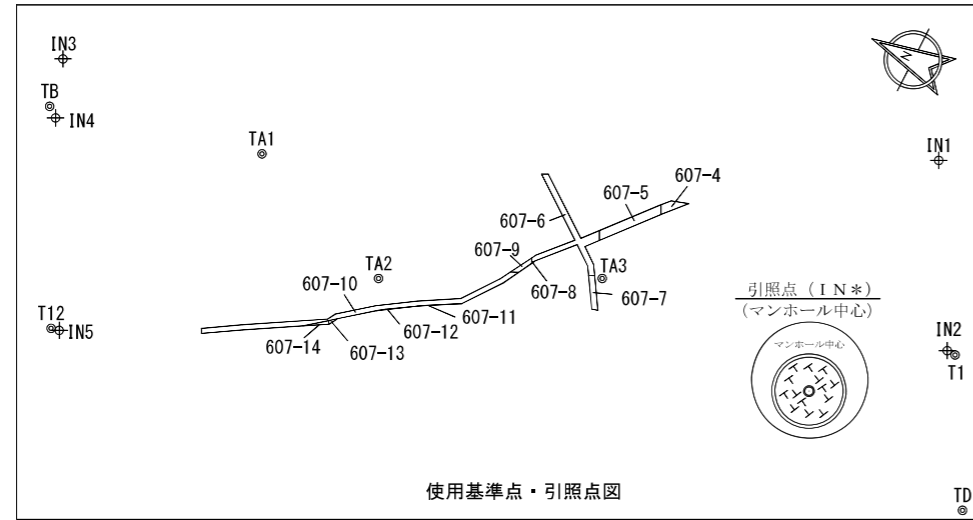 IN3
TB
IN4
TA1
N
IN1
607-4
607-5
607-6
607-9
TA2
TA3
607-8
607-7
607-10
引照点（ＩＮ＊）
(マンホール中心)
T12
IN5
607-11
607-12
607-14
607-13
マンホール中心
IN2
T1
使用基準点・引照点図
TD